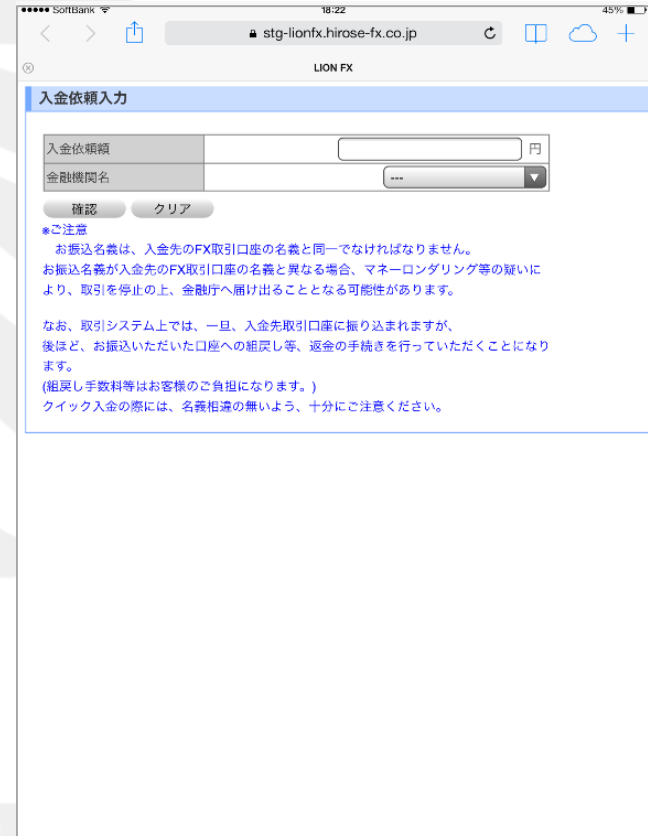 SoftBank
18:22
45%
stg-lionfx.hirose-fx.co.jp
LION FX
入金依頼入力
入金依頼額
円
金融機関名
---
確認
クリア
※ご注意
お振込名義は、入金先のFX取引口座の名義と同一でなければなりません。
お振込名義が入金先のFX取引口座の名義と異なる場合、マネーロンダリング等の疑いに
より、取引を停止の上、金融庁へ届け出ることとなる可能性があります。
なお、取引システム上では、一旦、入金先取引口座に振り込まれますが、
後ほど、お振込いただいた口座への組戻し等、返金の手続きを行っていただくことになり
ます。
(組戻し手数料等はお客様のご負担になります。)
クイック入金の際には、名義相違の無いよう、十分にご注意ください。